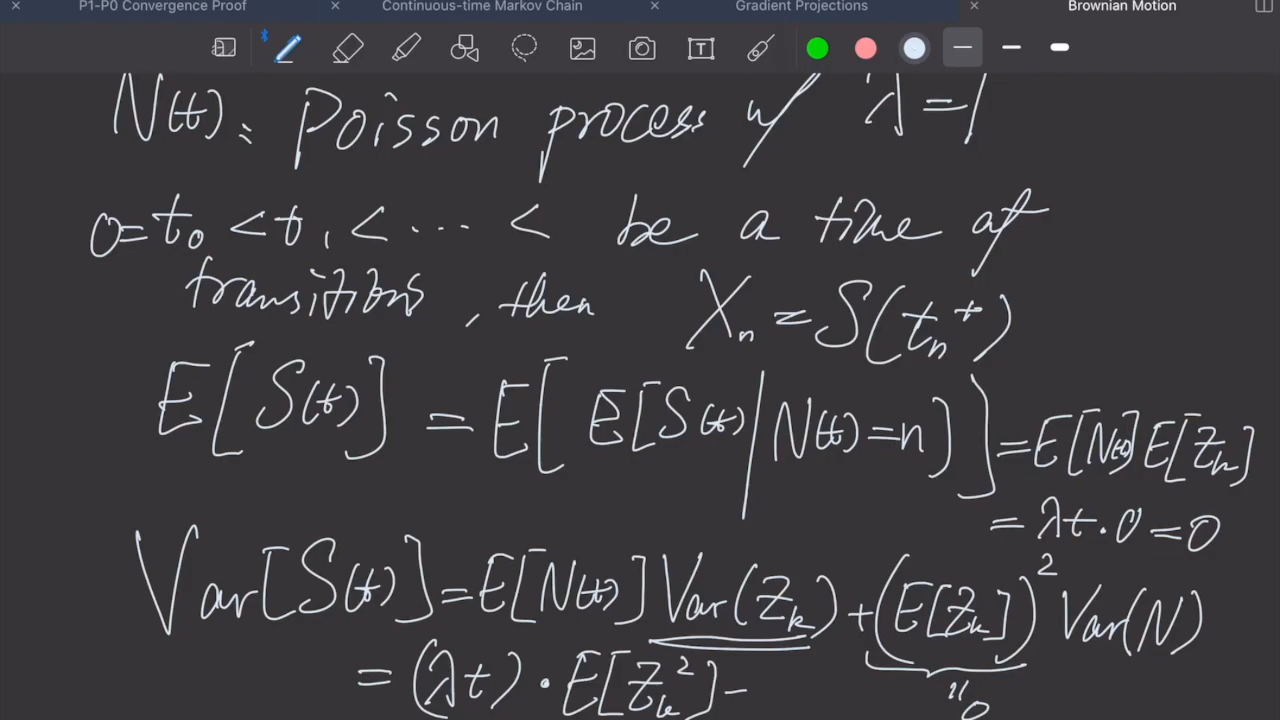 P1-P0 Convergence Proof Continuous-time Markov Chain Gradient Projections Brownian Motion
N(t): Poisson process w/ λ=1
0=t₀ < t₁ < ... < be a time at
transitions, then Xₙ = S(tₙ⁺)
E[S(t)] = E[E[S(t)|N(t)=n]] = E[N(t)]E[Zₖ]
= λt·0=0
Var[S(t)] = E[N(t)]Var(Zₖ)+(E[Zₖ])² Var(N)
= (λt)·E[Zₖ²]-
"0